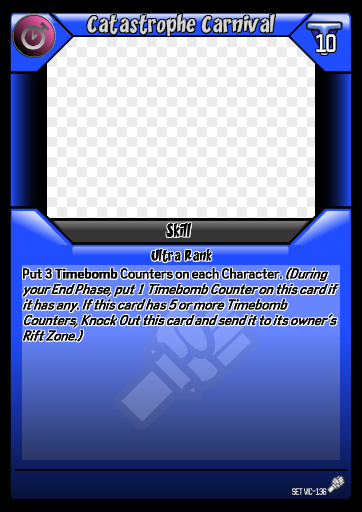 Catastrophe Carnival
10
Skill
Ultra Rank
Put 3 Timebomb Counters on each Character. (During
your End Phase, put 1 Timebomb Counter on this card if
it has any. If this card has 5 or more Timebomb
Counters, Knock Out this card and send it to its owner's
Rift Zone.)
SET VIC-136